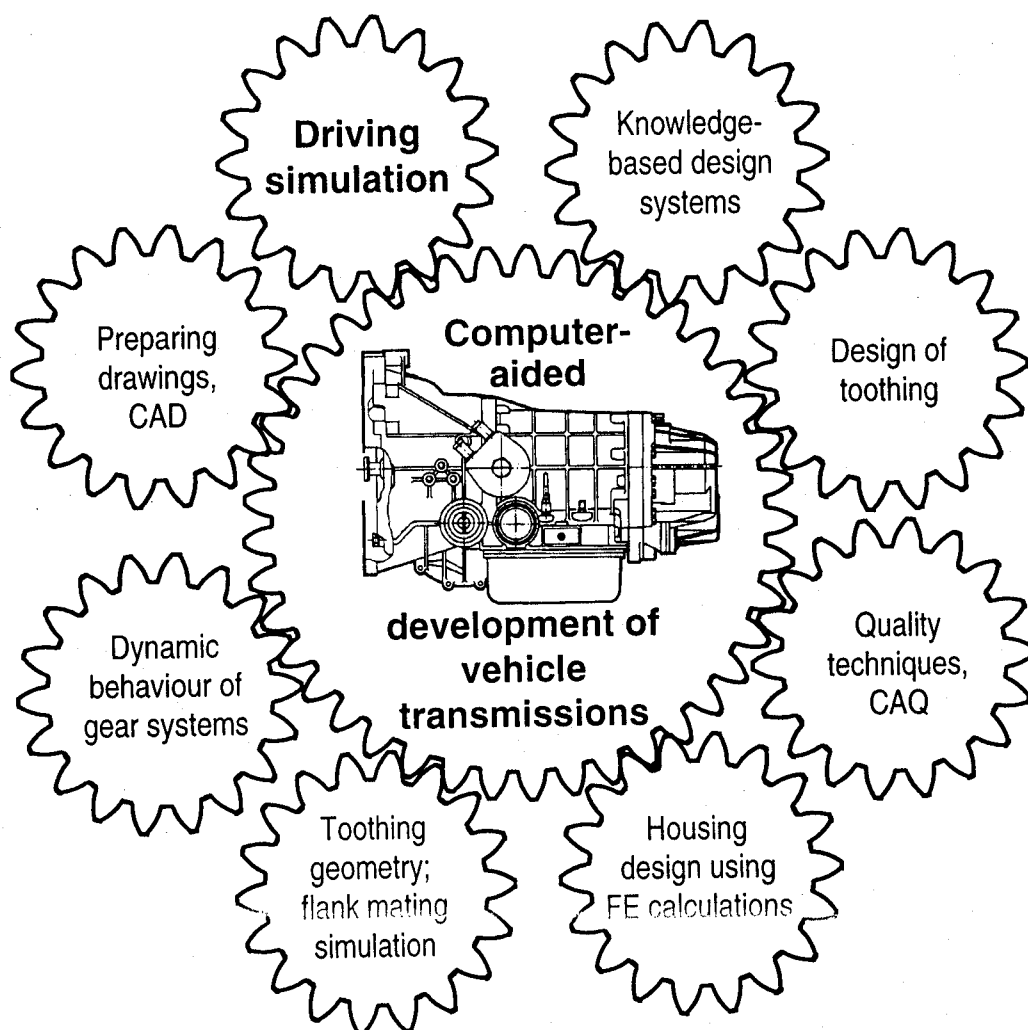 Driving
simulation
Knowledge-
based design
systems
Preparing
drawings,
CAD
Computer-
aided
development of
vehicle
transmissions
Design of
toothing
Dynamic
behaviour of
gear systems
Quality
techniques,
CAQ
Toothing
geometry;
flank mating
simulation
Housing
design using
FE calculations